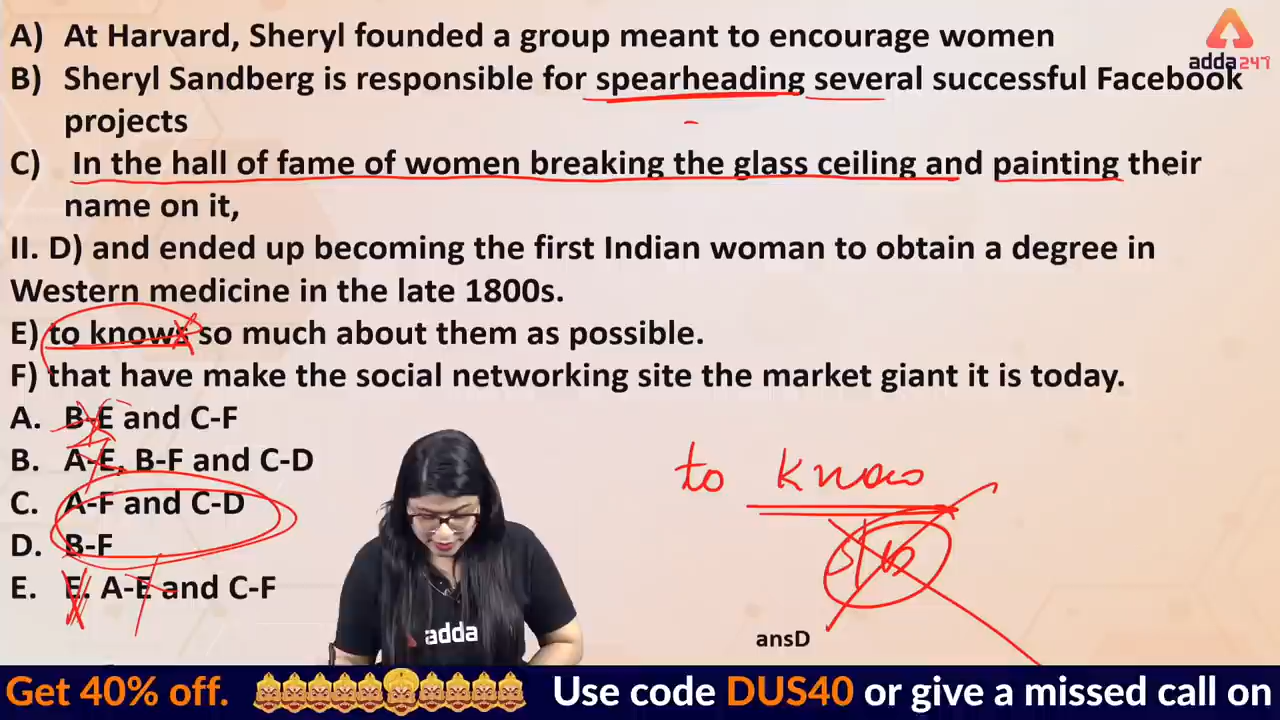 A) At Harvard, Sheryl founded a group meant to encourage women
B) Sheryl Sandberg is responsible for spearheading several successful Facebook
projects
C) In the hall of fame of women breaking the glass ceiling and painting their
name on it,
II. D) and ended up becoming the first Indian woman to obtain a degree in
Western medicine in the late 1800s.
E) to knows so much about them as possible.
F) that have make the social networking site the market giant it is today.
A. B-E and C-F
B. A-E, B-F and C-D
C. A-F and C-D
D. B-F
E. E. A-E and C-F
adda247
to know
adda
ansD
Get 40% off.
Use code DUS40 or give a missed call on